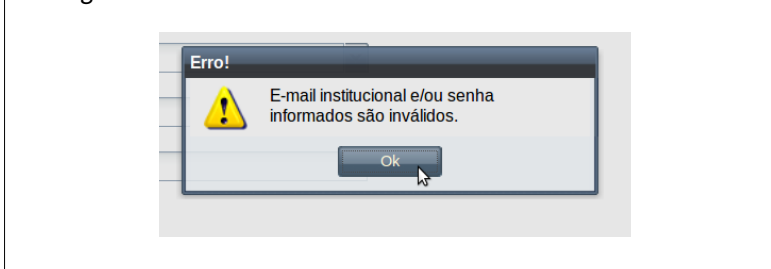 Erro!
E-mail institucional e/ou senha
informados são inválidos.
Ok